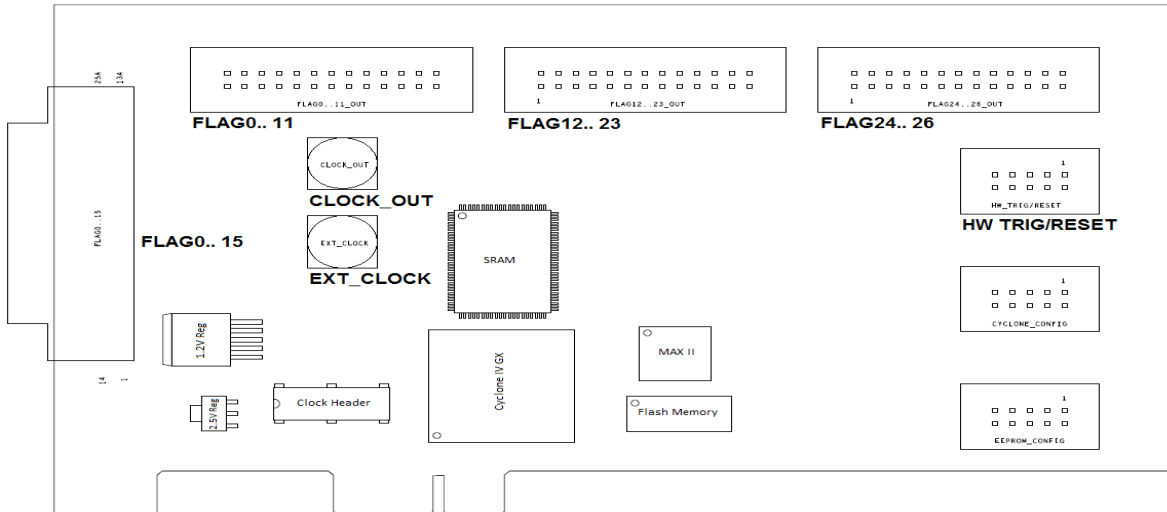 25A
13A
FLAG0..11_OUT
1
FLAG12..23_OUT
1
FLAG24..26_OUT
FLAG0.. 11
FLAG12.. 23
FLAG24.. 26
CLOCK_OUT
CLOCK_OUT
1
HW_TRIG/RESET
HW TRIG/RESET
FLAG0..15
FLAG0.. 15
EXT_CLOCK
EXT_CLOCK
SRAM
1
CYCLONE_CONFIG
1.2V Reg
Cyclone IV GX
MAX II
14
1
2.5V Reg
Clock Header
Flash Memory
1
EEPROM_CONFIG